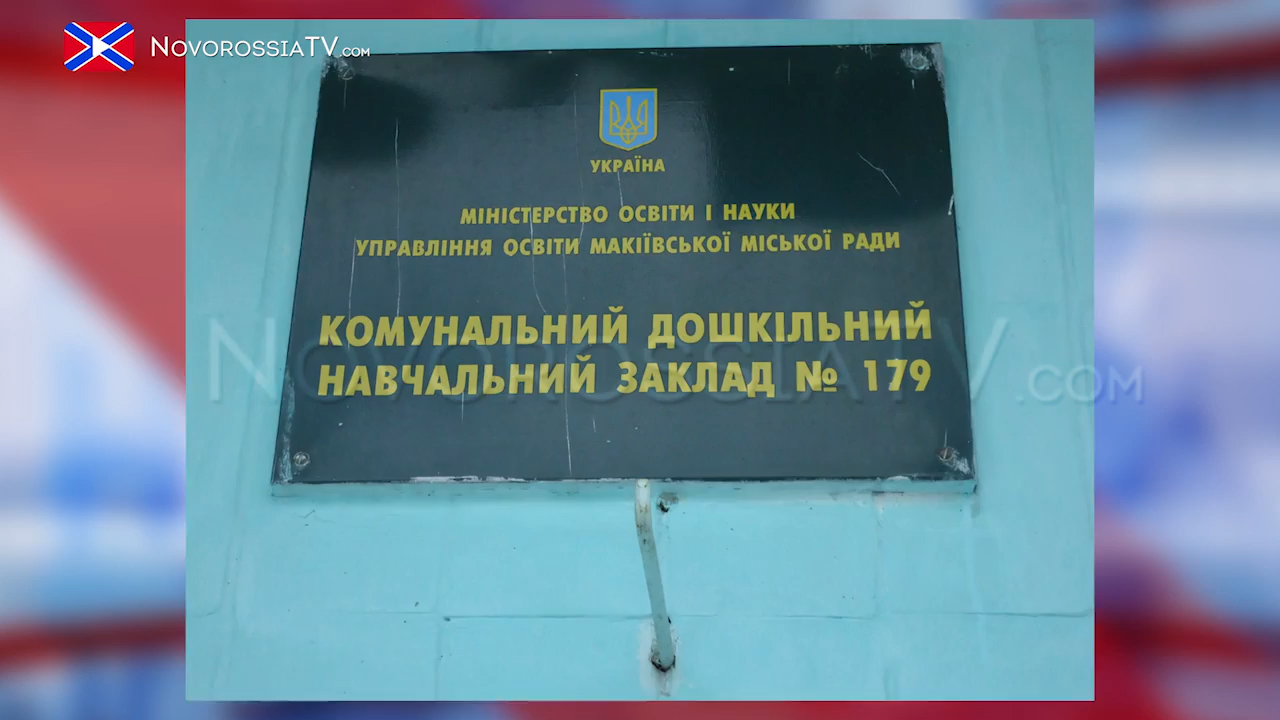 NovorossiaTV.com
УКРАЇНА
МІНІСТЕРСТВО ОСВІТИ І НАУКИ
УПРАВЛІННЯ ОСВІТИ МАКІЇВСЬКОЇ МІСЬКОЇ РАДИ
КОМУНАЛЬНИЙ ДОШКІЛЬНИЙ
НАВЧАЛЬНИЙ ЗАКЛАД № 179
NovorossiaTV.com